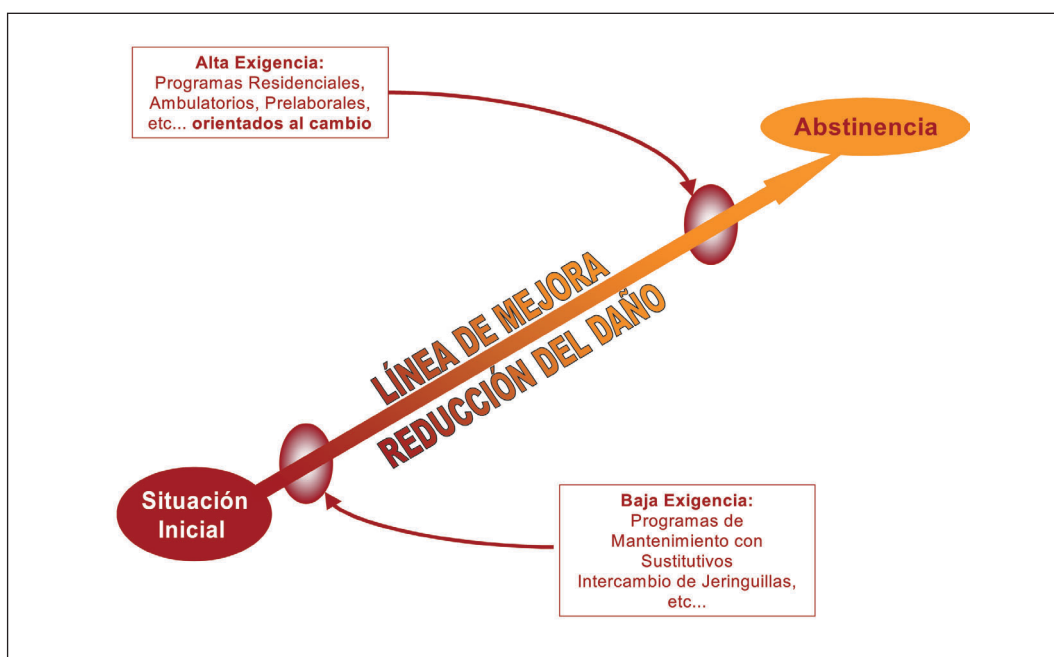 Alta Exigencia:
Programas Residenciales,
Ambulatorios, Prelaborales,
etc... orientados al cambio
Abstinencia
LÍNEA DE MEJORA
REDUCCIÓN DEL DAÑO
Situación
Inicial
Baja Exigencia:
Programas de
Mantenimiento con
Sustitutivos
Intercambio de Jeringuillas,
etc...